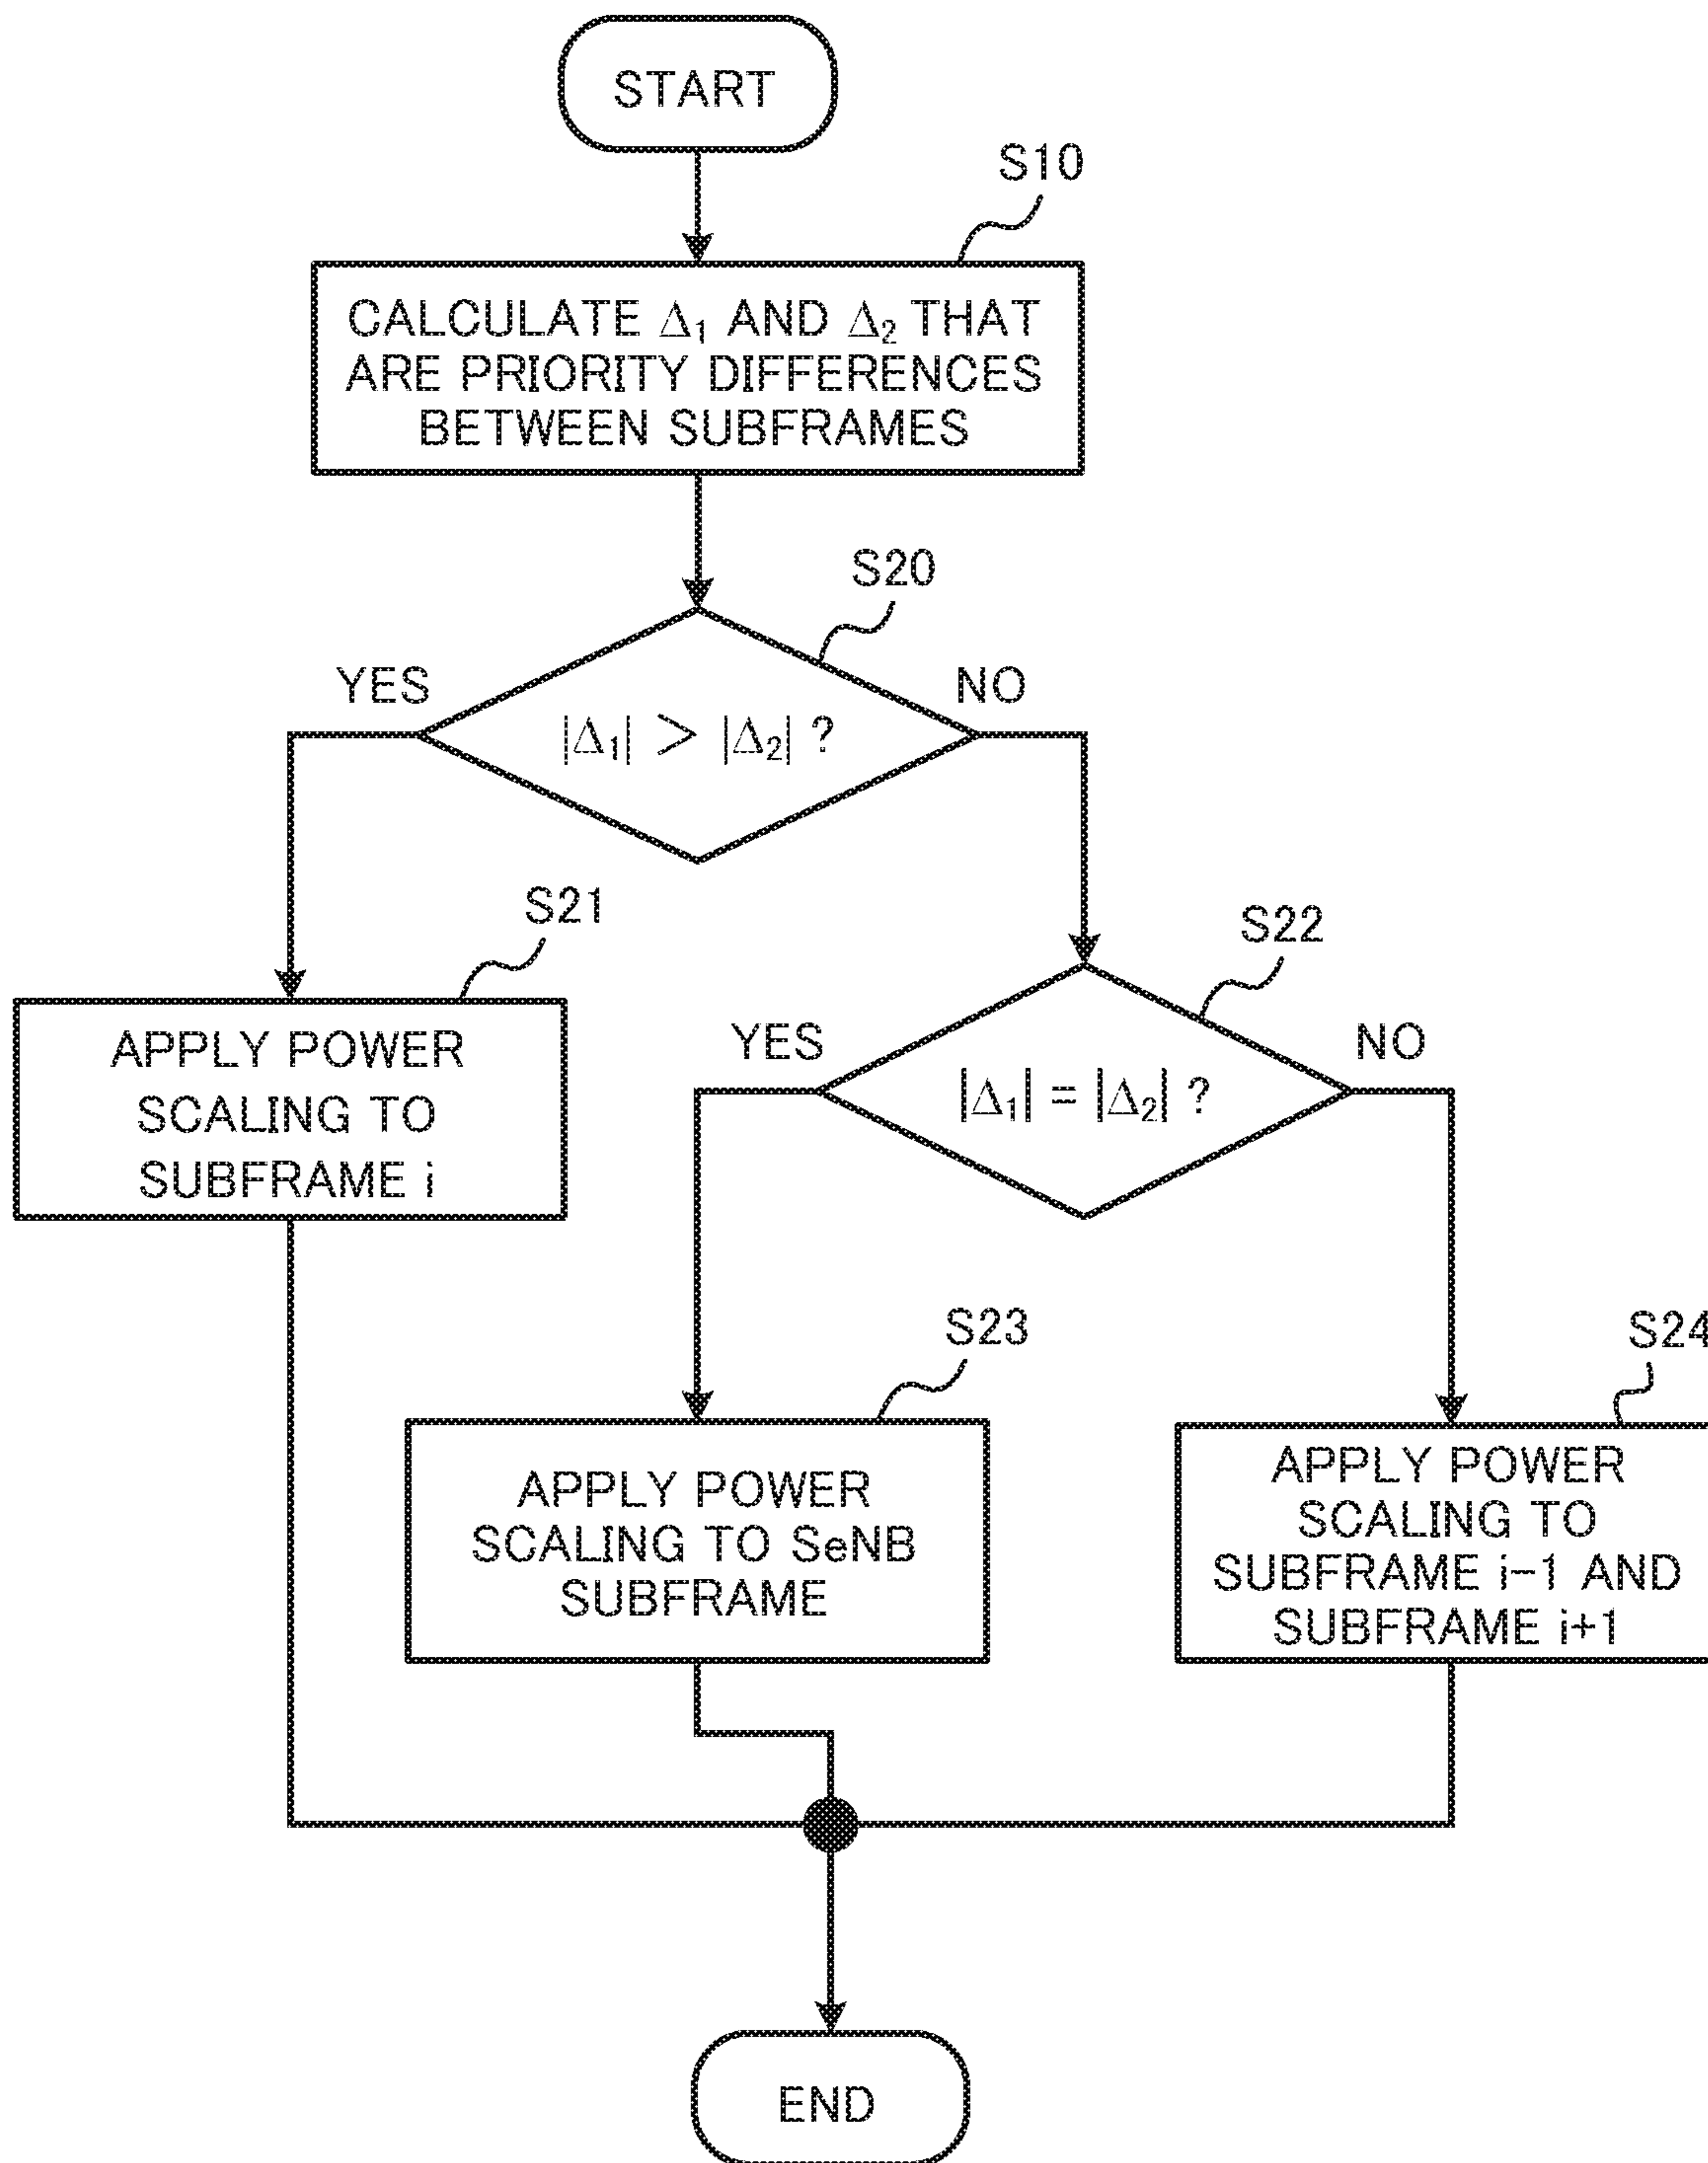 START
S10
CALCULATE Δ₁ AND Δ₂ THAT
ARE PRIORITY DIFFERENCES
BETWEEN SUBFRAMES
S20
YES
NO
|Δ₁| > |Δ₂| ?
S21
S22
APPLY POWER
SCALING TO
SUBFRAME i
YES
NO
|Δ₁| = |Δ₂| ?
S23
S24
APPLY POWER
SCALING TO SeNB
SUBFRAME
APPLY POWER
SCALING TO
SUBFRAME i−1 AND
SUBFRAME i+1
END